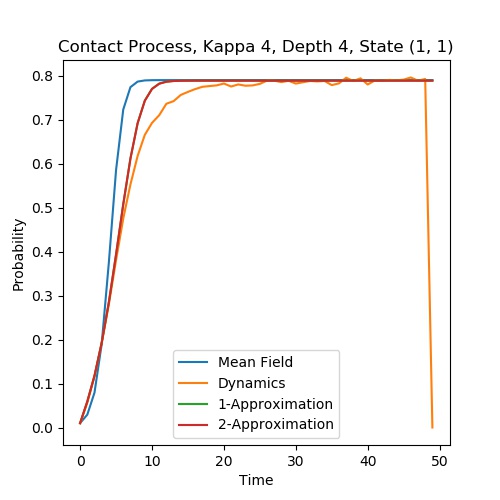 Contact Process, Kappa 4, Depth 4, State (1, 1)
0.8
0.7
0.6
0.5
0.4
0.3
0.2
0.1
0.0
Probability
Mean Field
Dynamics
1-Approximation
2-Approximation
0 10 20 30 40 50
Time